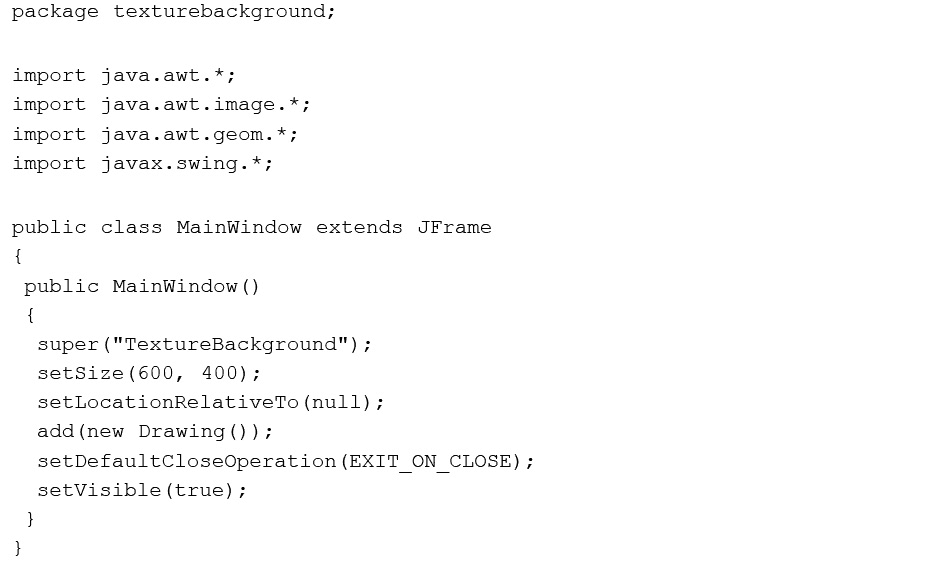 package texturebackground;

import java.awt.*;
import java.awt.image.*;
import java.awt.geom.*;
import javax.swing.*;

public class MainWindow extends JFrame
{
 public MainWindow()
 {
  super("TextureBackground");
  setSize(600, 400);
  setLocationRelativeTo(null);
  add(new Drawing());
  setDefaultCloseOperation(EXIT_ON_CLOSE);
  setVisible(true);
 }
}